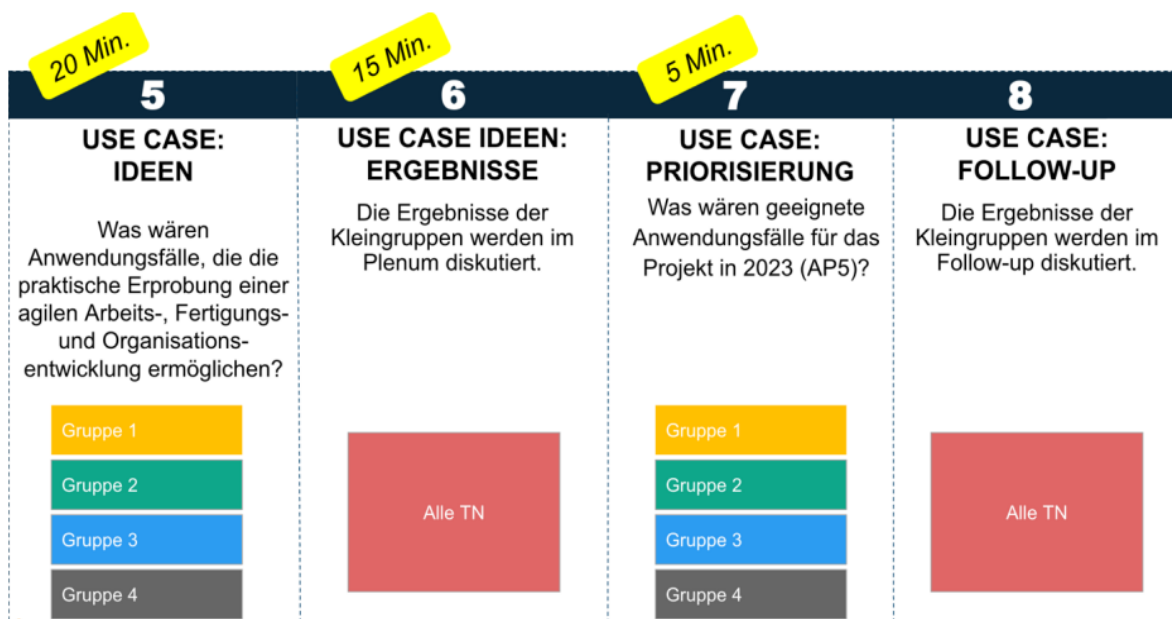 20 Min.
15 Min.
5 Min.
5
6
7
8
USE CASE:
IDEEN
Was wären
Anwendungsfälle, die die
praktische Erprobung einer
agilen Arbeits-, Fertigungs-
und Organisations-
entwicklung ermöglichen?
Gruppe 1
Gruppe 2
Gruppe 3
Gruppe 4
USE CASE IDEEN:
ERGEBNISSE
Die Ergebnisse der
Kleingruppen werden im
Plenum diskutiert.
Alle TN
USE CASE:
PRIORISIERUNG
Was wären geeignete
Anwendungsfälle für das
Projekt in 2023 (AP5)?
Gruppe 1
Gruppe 2
Gruppe 3
Gruppe 4
USE CASE:
FOLLOW-UP
Die Ergebnisse der
Kleingruppen werden im
Follow-up diskutiert.
Alle TN